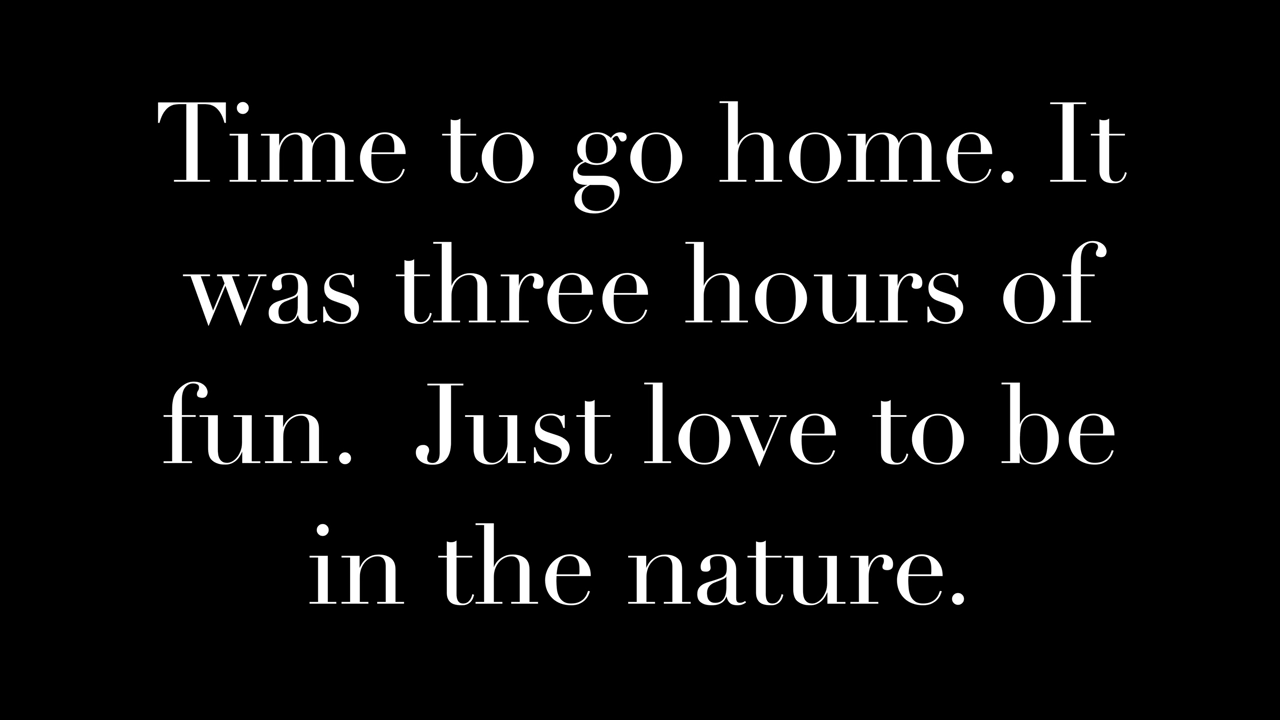 Time to go home. It
was three hours of
fun.  Just love to be
in the nature.